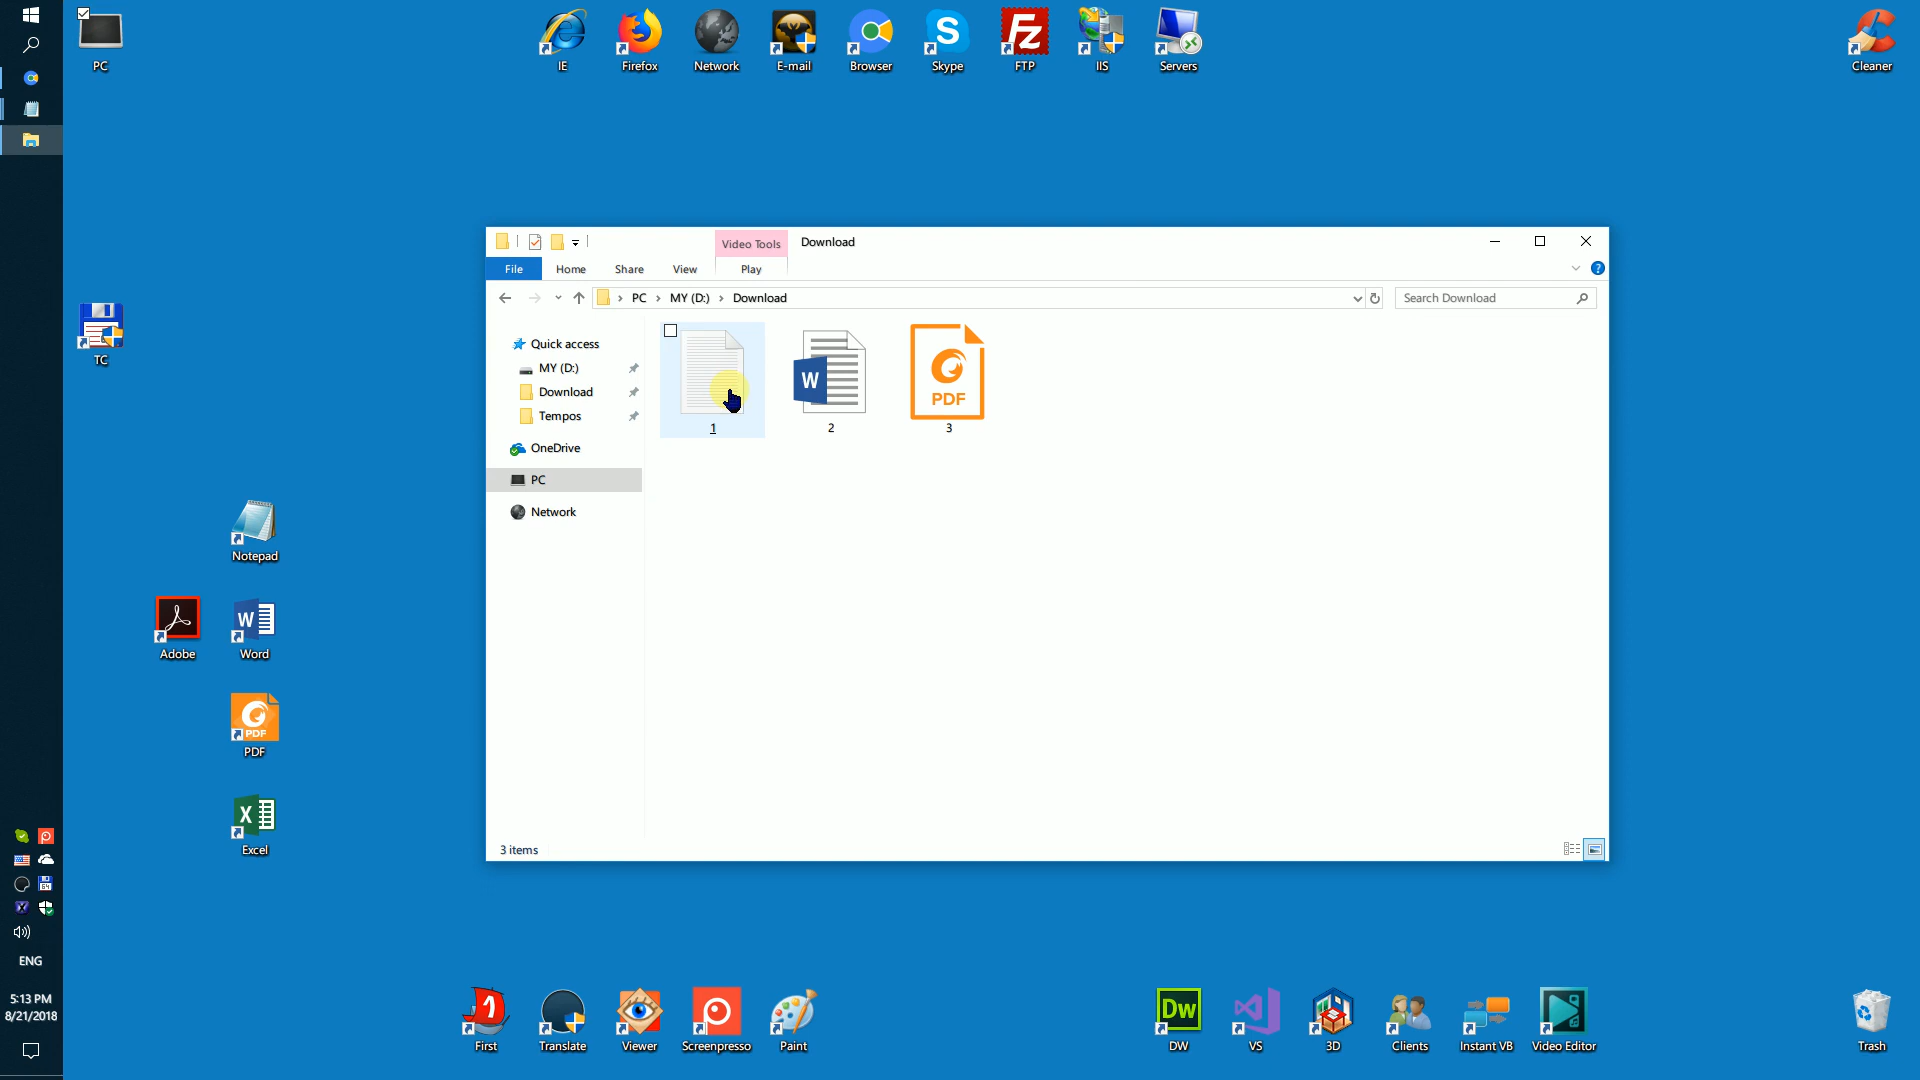 PC
IE
Firefox
Network
E-mail
Browser
Skype
FTP
IIS
Servers
Cleaner
TC
Notepad
Adobe
Word
PDF
PDF
Excel
Video Tools
Download
File
Home
Share
View
Play
PC
MY (D:)
Download
Search Download
Quick access
MY (D:)
Download
Tempos
OneDrive
PC
Network
W
PDF
1
2
3
3 items
64
ENG
5:13 PM
8/21/2018
First
Translate
Viewer
Screenpresso
Paint
Dw
DW
VS
3D
Clients
Instant VB
Video Editor
Trash